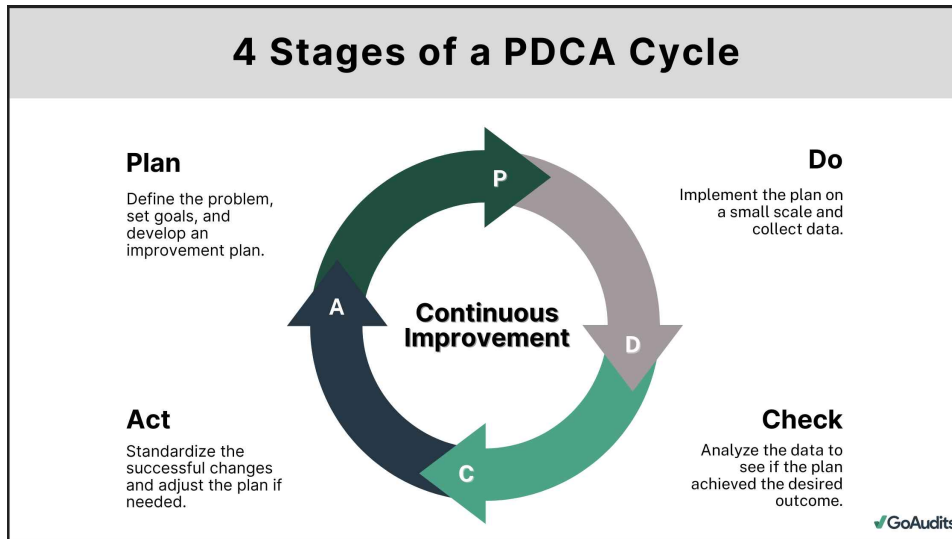 4 Stages of a PDCA Cycle
Plan
Define the problem,
set goals, and
develop an
improvement plan.
Do
Implement the plan on
a small scale and
collect data.
P
A
Continuous
Improvement
D
C
Act
Standardize the
successful changes
and adjust the plan if
needed.
Check
Analyze the data to
see if the plan
achieved the desired
outcome.
GoAudits